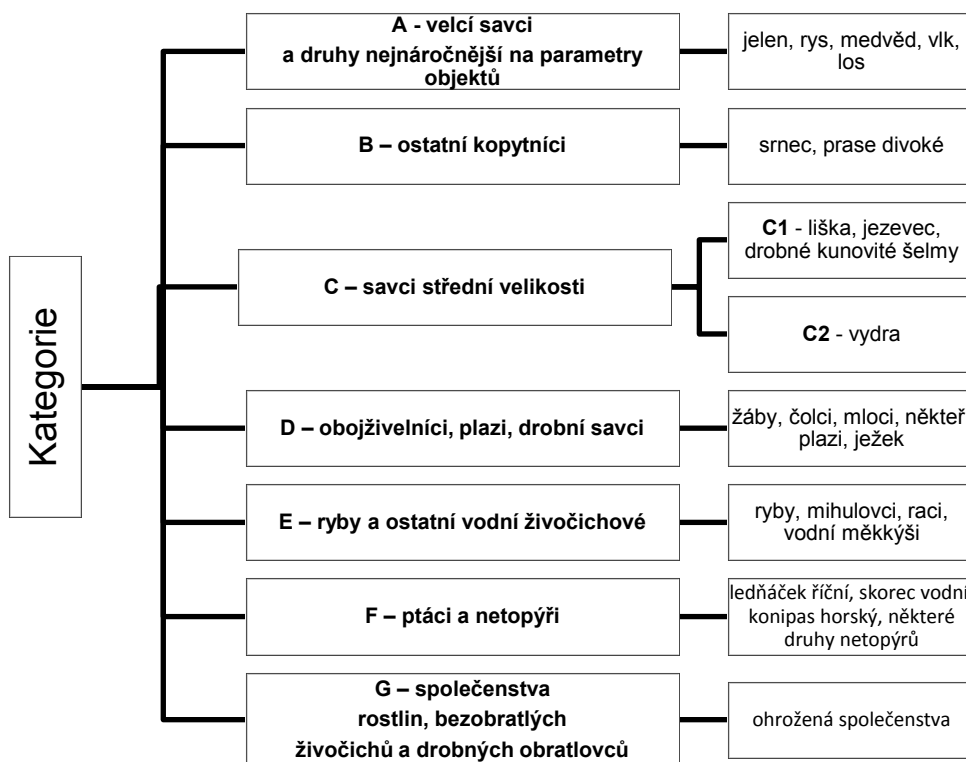 Kategorie
A - velcí savci
a druhy nejnáročnější na parametry
objektů
jelen, rys, medvěd, vlk,
los
B – ostatní kopytníci
srnec, prase divoké
C – savci střední velikosti
C1 - liška, jezevec,
drobné kunovité šelmy
C2 - vydra
D – obojživelníci, plazi, drobní savci
žáby, čolci, mloci, někteř
plazi, ježek
E – ryby a ostatní vodní živočichové
ryby, mihulovci, raci,
vodní měkkýši
F – ptáci a netopýři
ledňáček říční, skorec vodní
konipas horský, některé
druhy netopýrů
G – společenstva
rostlin, bezobratlých
živočichů a drobných obratlovců
ohrožená společenstva